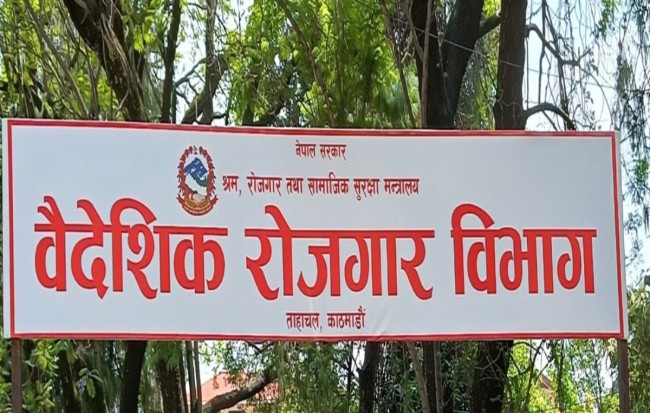 नेपाल सरकार
श्रम, रोजगार तथा सामाजिक सुरक्षा मन्त्रालय
वैदेशिक रोजगार विभाग
ताहाचल, काठमाडौं